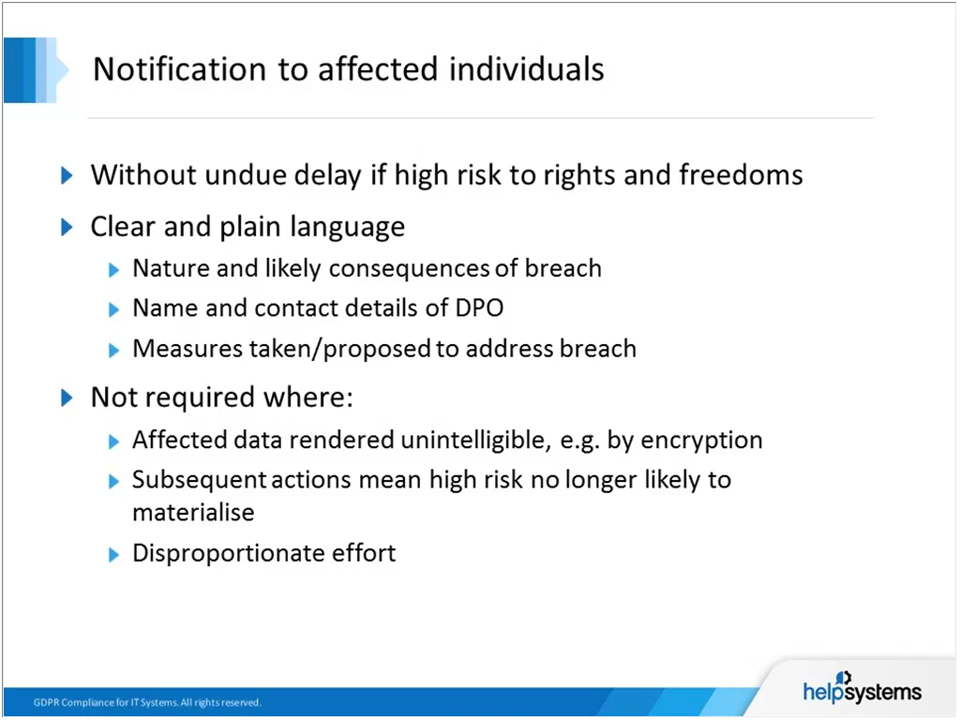 Notification to affected individuals
Without undue delay if high risk to rights and freedoms
Clear and plain language
Nature and likely consequences of breach
Name and contact details of DPO
Measures taken/proposed to address breach
Not required where:
Affected data rendered unintelligible, e.g. by encryption
Subsequent actions mean high risk no longer likely to
materialise
Disproportionate effort
GDPR Compliance for IT Systems. All rights reserved.
helpsystems